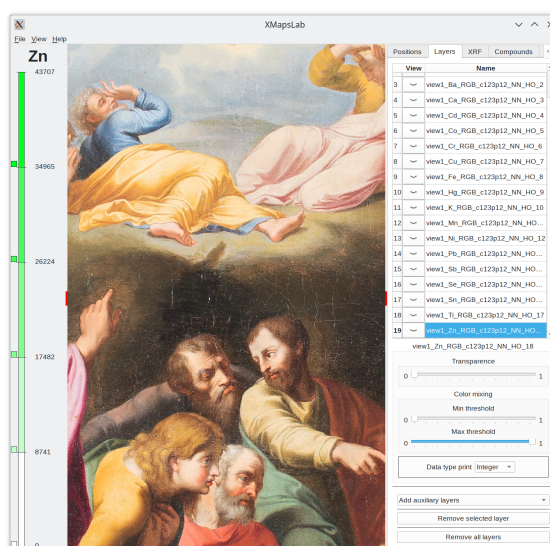 XMapsLab
File View Help
Zn
43707
34965
26224
17482
8741
0
Positions Layers XRF Compounds
View Name
3 view1_Ba_RGB_c123p12_NN_HO_2
4 view1_Ca_RGB_c123p12_NN_HO_3
5 view1_Cd_RGB_c123p12_NN_HO_4
6 view1_Co_RGB_c123p12_NN_HO_5
7 view1_Cr_RGB_c123p12_NN_HO_6
8 view1_Cu_RGB_c123p12_NN_HO_7
9 view1_Fe_RGB_c123p12_NN_HO_8
10 view1_Hg_RGB_c123p12_NN_HO_9
11 view1_K_RGB_c123p12_NN_HO_10
12 view1_Mn_RGB_c123p12_NN_HO...
13 view1_Ni_RGB_c123p12_NN_HO_12
14 view1_Pb_RGB_c123p12_NN_HO...
15 view1_Sb_RGB_c123p12_NN_HO...
16 view1_Se_RGB_c123p12_NN_HO...
17 view1_Sn_RGB_c123p12_NN_HO...
18 view1_Ti_RGB_c123p12_NN_HO_17
19 view1_Zn_RGB_c123p12_NN_HO...
view1_Zn_RGB_c123p12_NN_HO_18
Transparence
0 1
Color mixing
Min threshold
0 1
Max threshold
0 1
Data type print Integer
Add auxiliary layers
Remove selected layer
Remove all layers